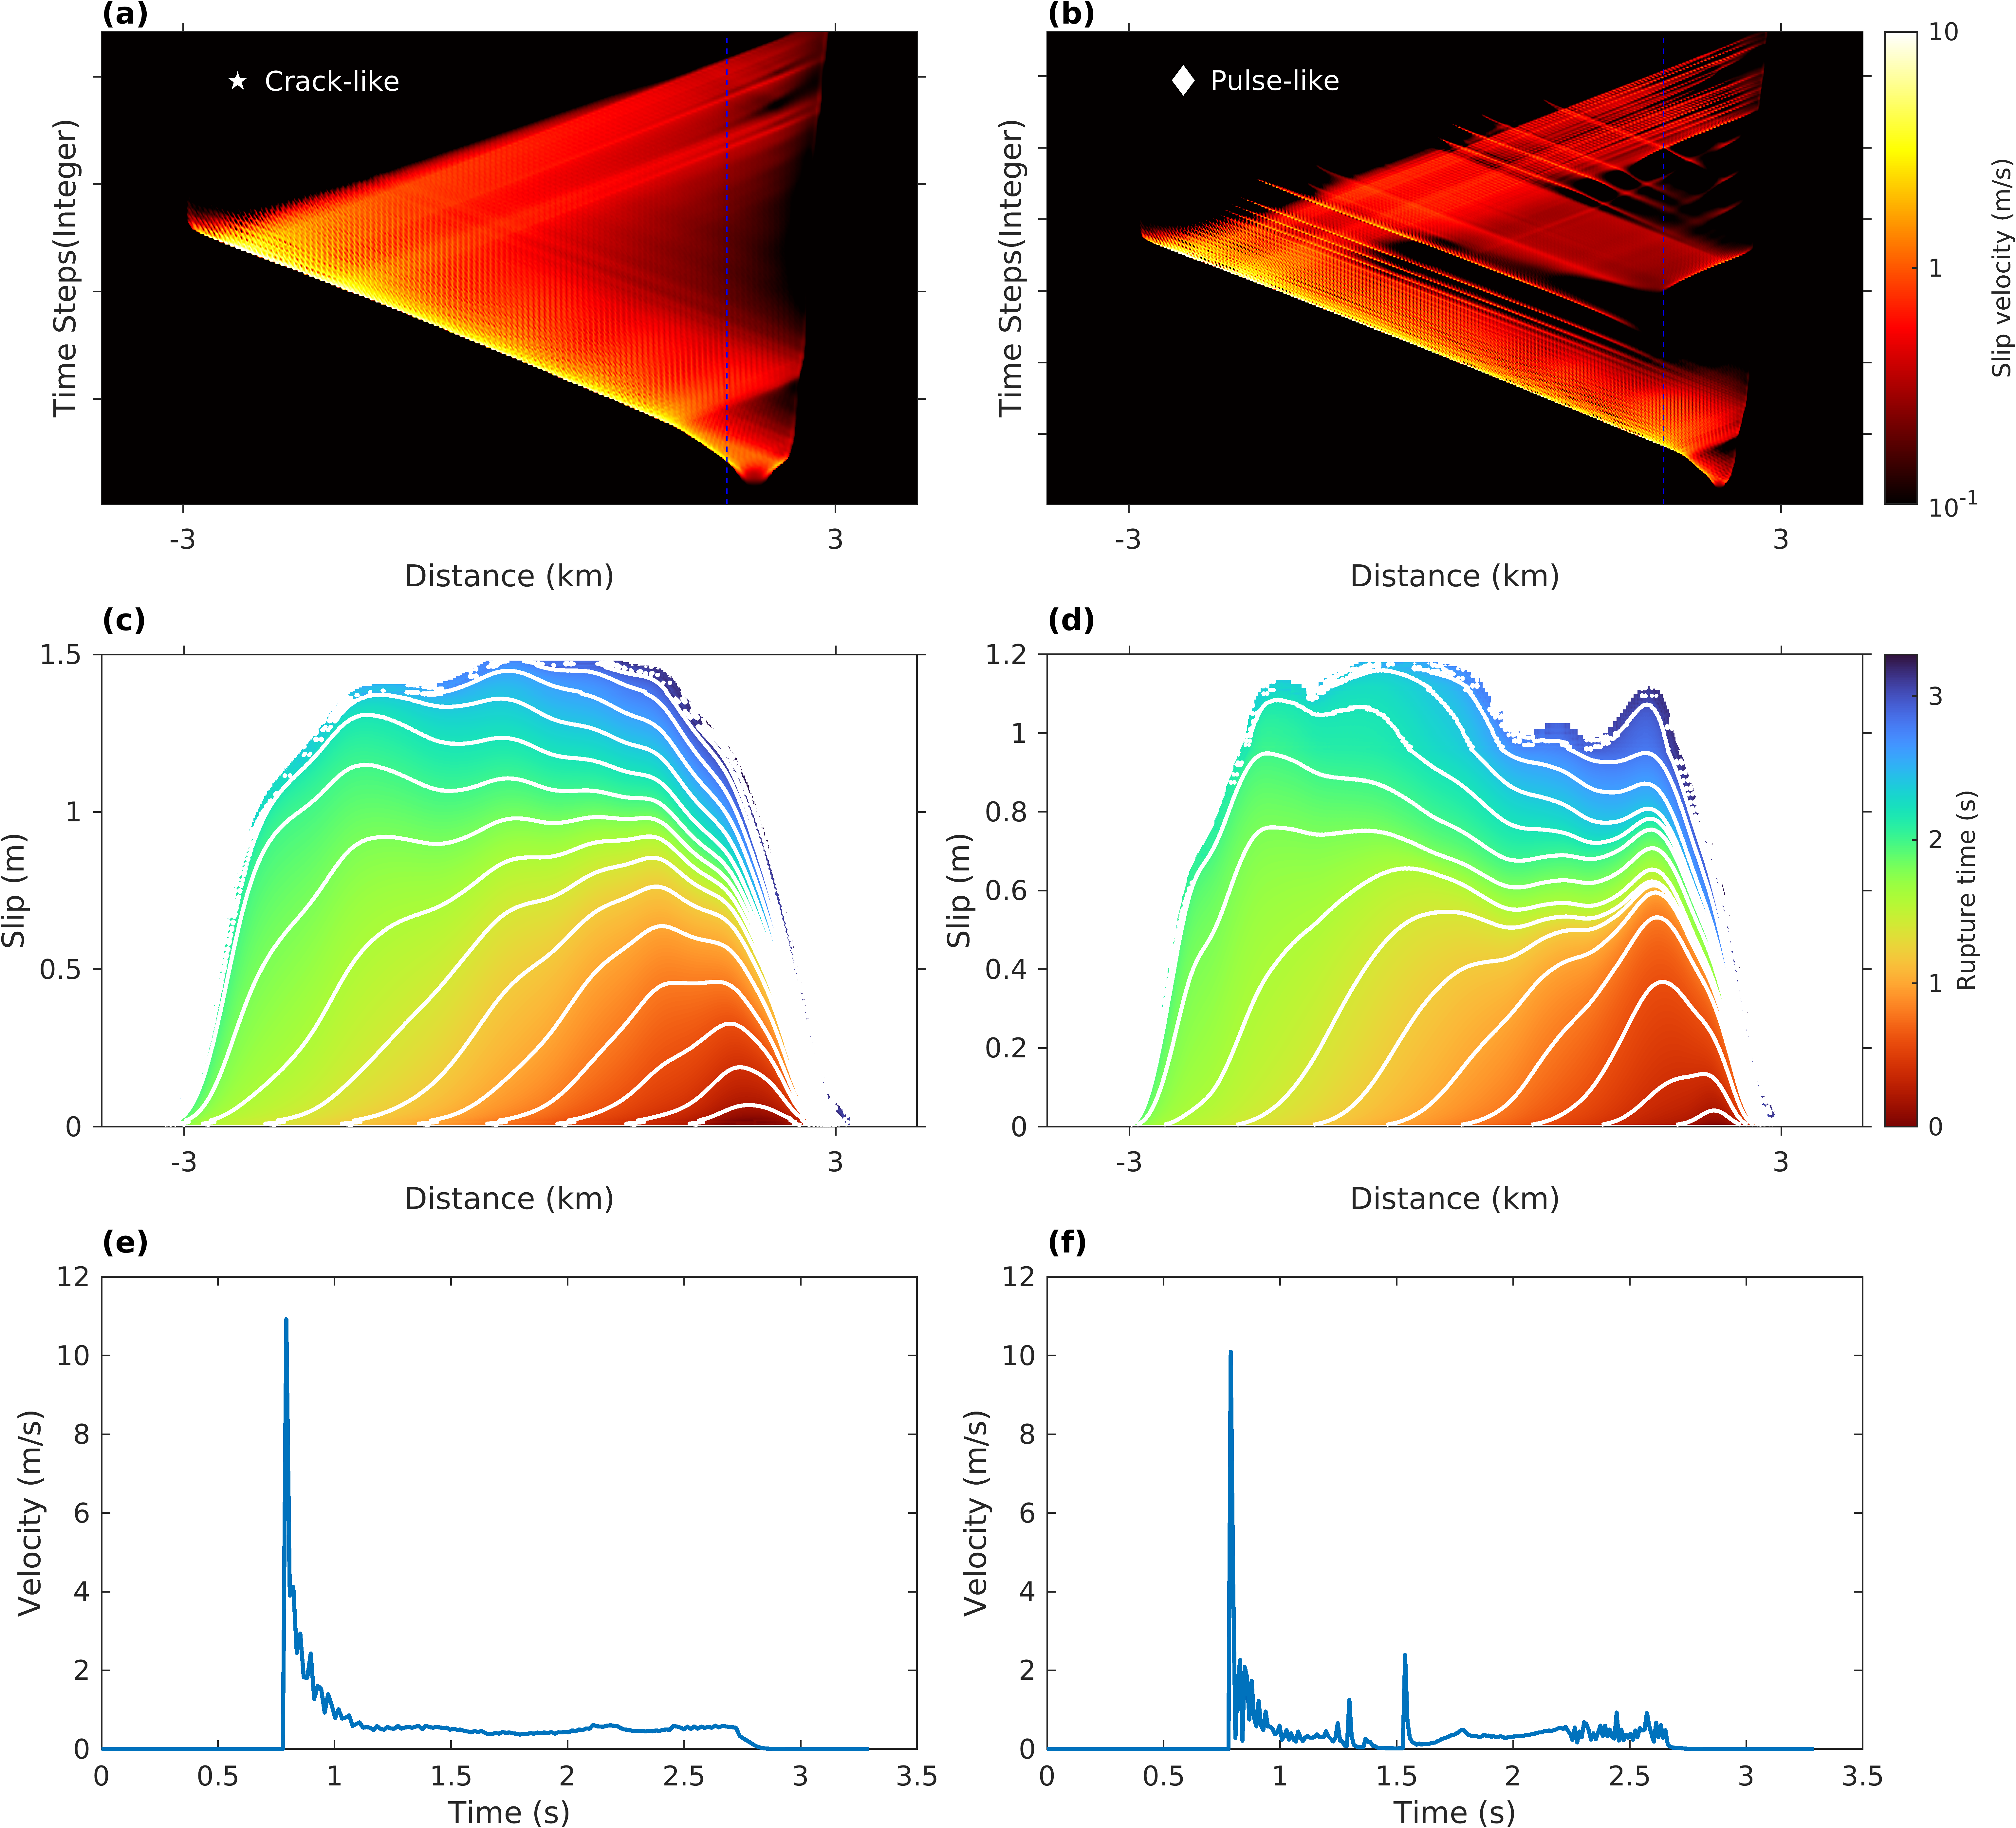 (a)
(b)
★ Crack-like
♦ Pulse-like
Time Steps(Integer)
Time Steps(Integer)
10
1
10-1
Slip velocity (m/s)
-3 3
-3 3
Distance (km)
Distance (km)
(c)
(d)
1.5
1
0.5
0
Slip (m)
1.2
1
0.8
0.6
0.4
0.2
0
Slip (m)
3
2
1
0
Rupture time (s)
-3 3
-3 3
Distance (km)
Distance (km)
(e)
(f)
12
10
8
6
4
2
0
Velocity (m/s)
12
10
8
6
4
2
0
Velocity (m/s)
0 0.5 1 1.5 2 2.5 3 3.5
0 0.5 1 1.5 2 2.5 3 3.5
Time (s)
Time (s)